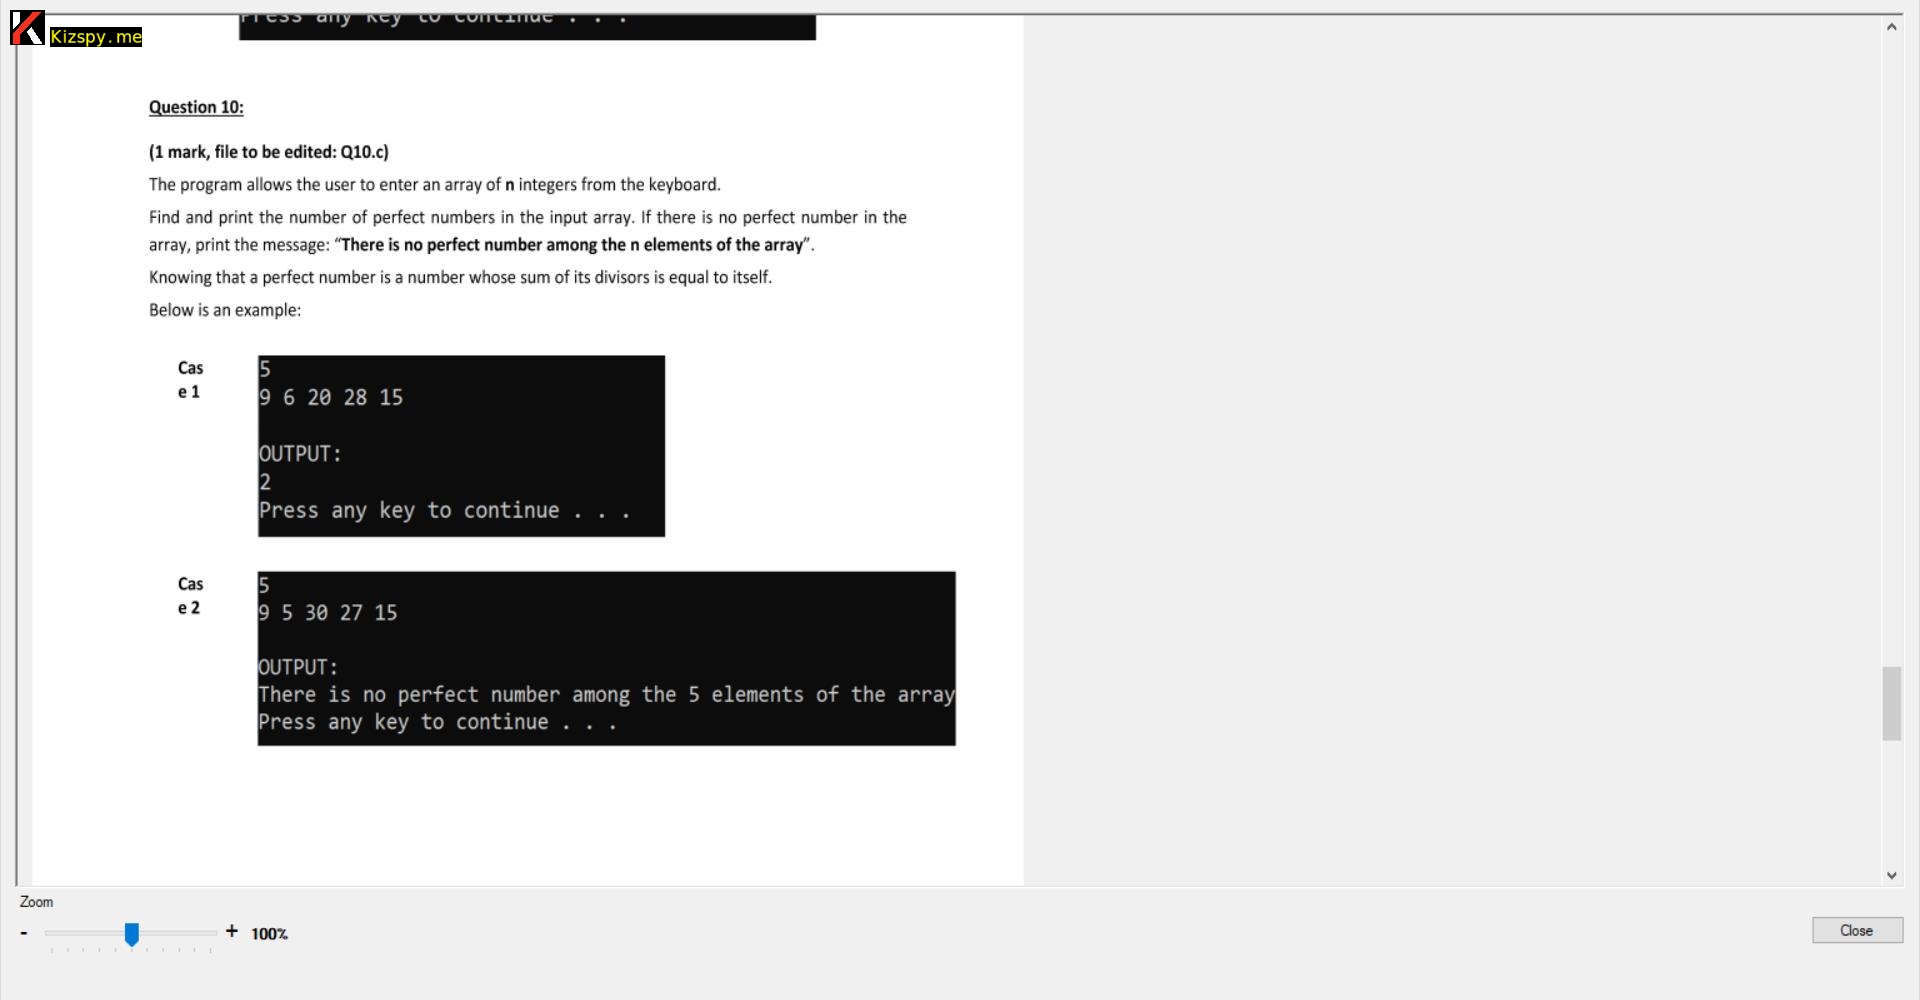 Press any key to continue . . .
Kizspy.me
Question 10:
(1 mark, file to be edited: Q10.c)
The program allows the user to enter an array of n integers from the keyboard.
Find and print the number of perfect numbers in the input array. If there is no perfect number in the
array, print the message: “There is no perfect number among the n elements of the array”.
Knowing that a perfect number is a number whose sum of its divisors is equal to itself.
Below is an example:
Cas
e 1
5
9 6 20 28 15
OUTPUT:
2
Press any key to continue . . .
Cas
e 2
5
9 5 30 27 15
OUTPUT:
There is no perfect number among the 5 elements of the array
Press any key to continue . . .
Zoom
- + 100%
Close